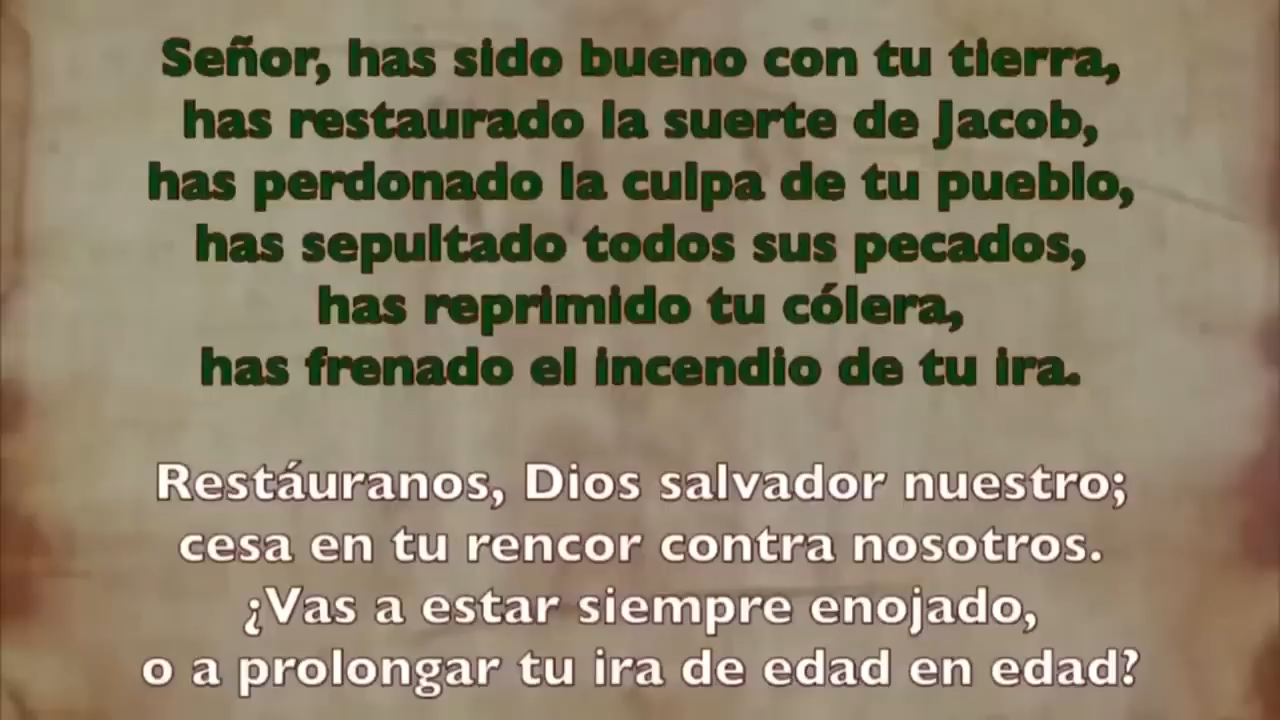 Señor, has sido bueno con tu tierra,
has restaurado la suerte de Jacob,
has perdonado la culpa de tu pueblo,
has sepultado todos sus pecados,
has reprimido tu cólera,
has frenado el incendio de tu ira.
Restáuranos, Dios salvador nuestro;
cesa en tu rencor contra nosotros.
¿Vas a estar siempre enojado,
o a prolongar tu ira de edad en edad?